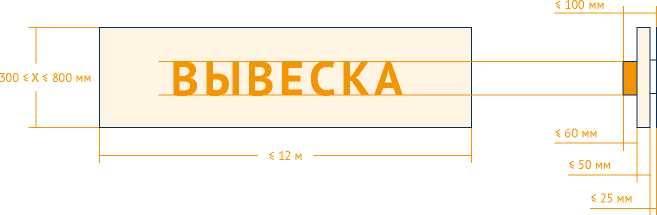 ≤ 100 мм
300 ≤ X ≤ 800 мм
ВЫВЕСКА
≤ 60 мм
≤ 12 м
≤ 50 мм
≤ 25 мм